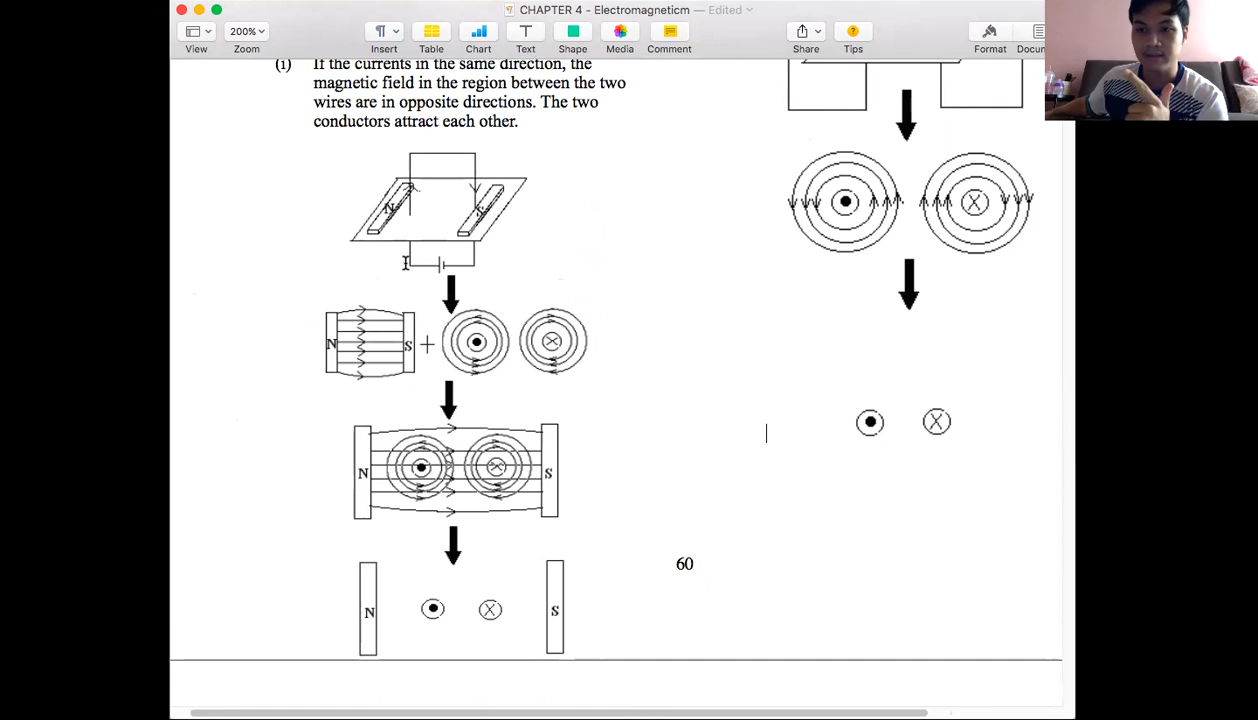 CHAPTER 4 - Electromagneticm — Edited
200%
View
Zoom
Insert
Table
Chart
Text
Shape
Media
Comment
Share
Tips
Format
(i) If the currents in the same direction, the
magnetic field in the region between the two
wires are in opposite directions. The two
conductors attract each other.
N S
N S + X
N X S
N X S
X
X
60